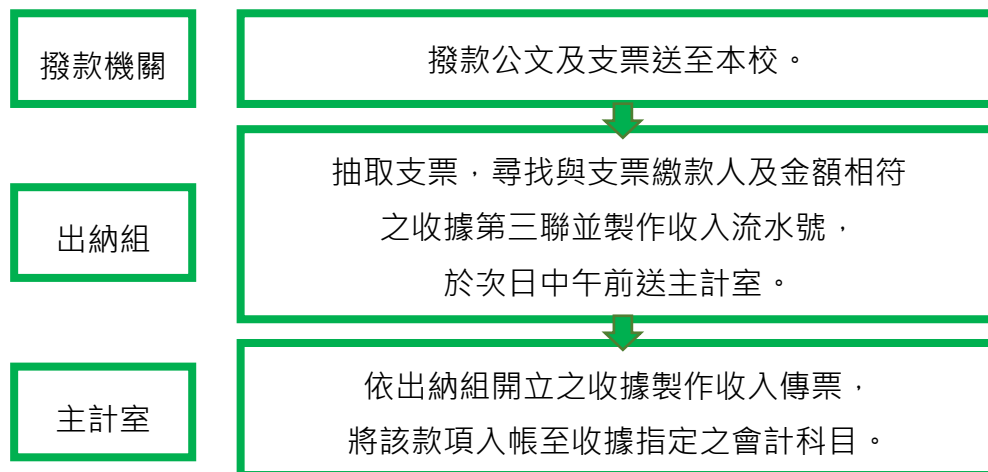 撥款機關
撥款公文及支票送至本校。
出納組
抽取支票，尋找與支票繳款人及金額相符
之收據第三聯並製作收入流水號，
於次日中午前送主計室。
主計室
依出納組開立之收據製作收入傳票，
將該款項入帳至收據指定之會計科目。